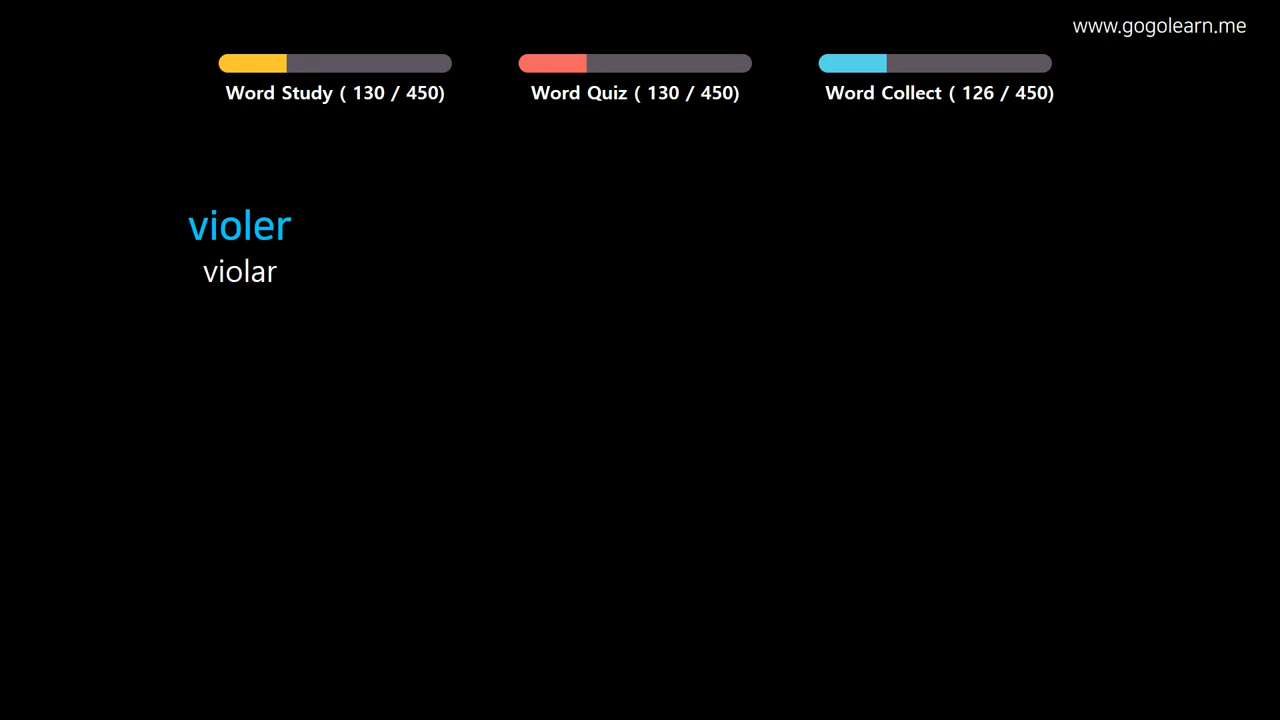 www.gogolearn.me
Word Study ( 130 / 450)
Word Quiz ( 130 / 450)
Word Collect ( 126 / 450)
violer
violar